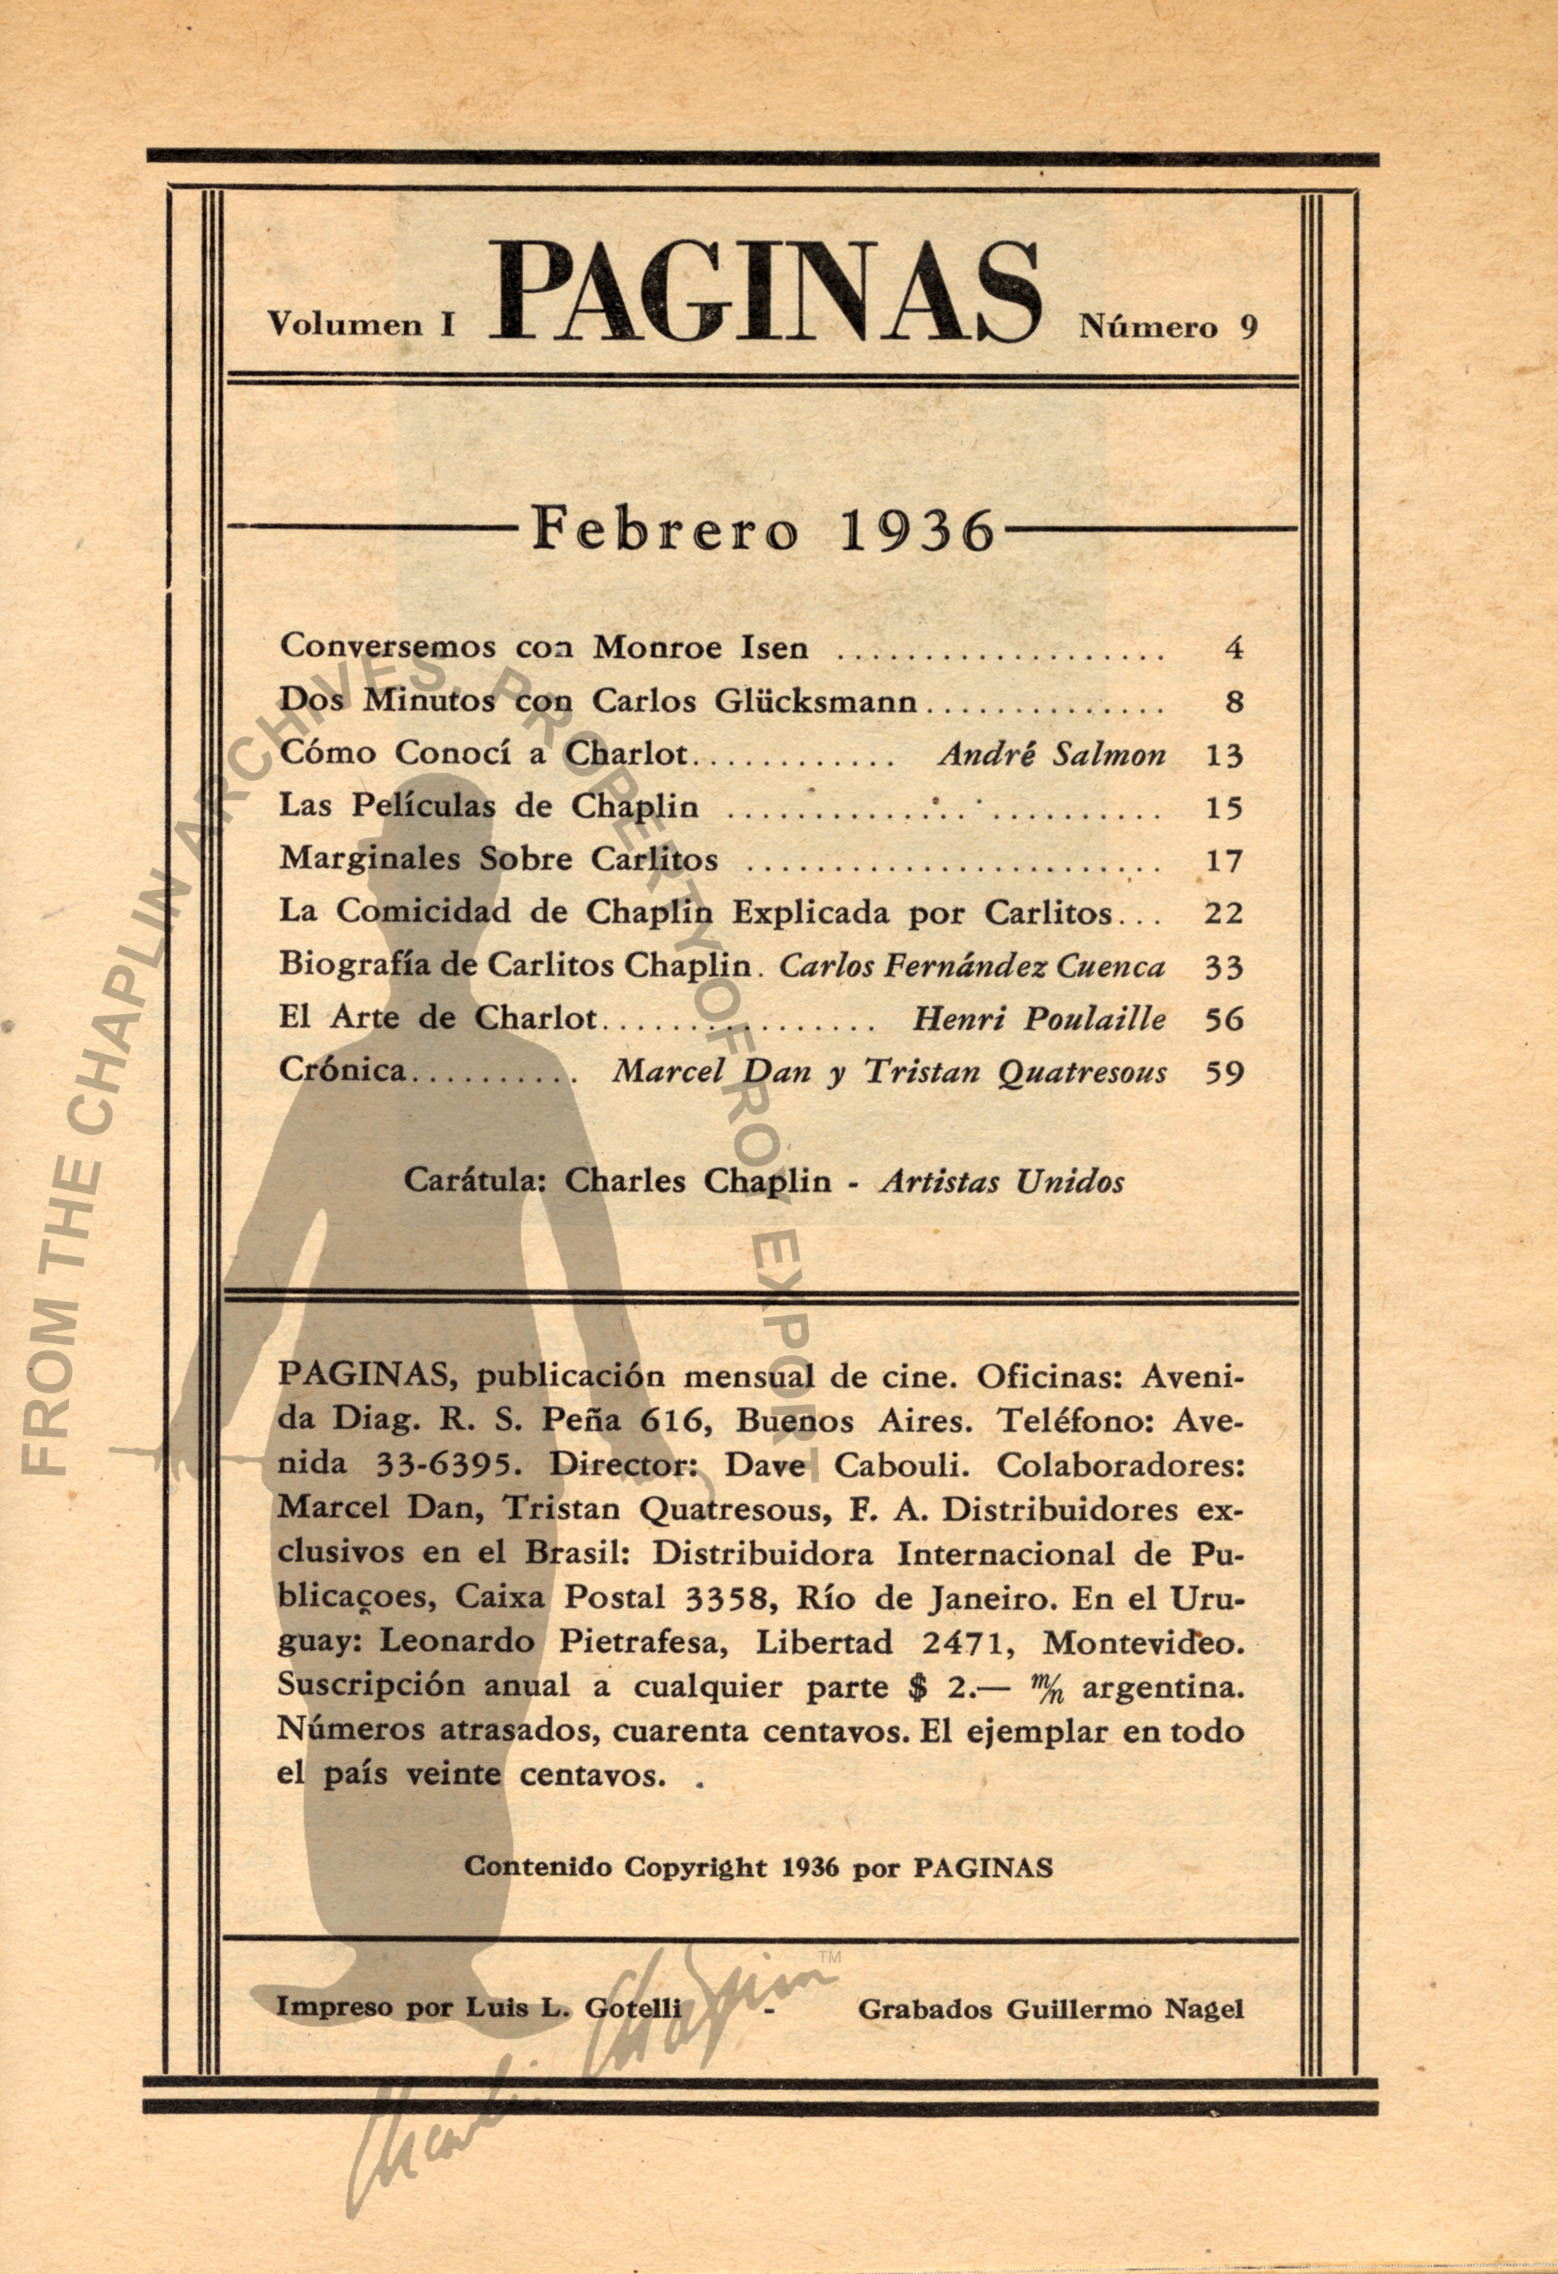 Volumen I PAGINAS Número 9
Febrero 1936
Conversemos con Monroe Isen ................... 4
Dos Minutos con Carlos Glücksmann.............. 8
Cómo Conocí a Charlot............ André Salmon 13
Las Películas de Chaplin ......................... 15
Marginales Sobre Carlitos ........................ 17
La Comicidad de Chaplin Explicada por Carlitos... 22
Biografía de Carlitos Chaplin. Carlos Fernández Cuenca 33
El Arte de Charlot................ Henri Poulaille 56
Crónica.......... Marcel Dan y Tristan Quatresous 59
Carátula: Charles Chaplin - Artistas Unidos
PAGINAS, publicación mensual de cine. Oficinas: Aveni-
da Diag. R. S. Peña 616, Buenos Aires. Teléfono: Ave-
nida 33-6395. Director: Dave Cabouli. Colaboradores:
Marcel Dan, Tristan Quatresous, F. A. Distribuidores ex-
clusivos en el Brasil: Distribuidora Internacional de Pu-
blicaçoes, Caixa Postal 3358, Río de Janeiro. En el Uru-
guay: Leonardo Pietrafesa, Libertad 2471, Montevideo.
Suscripción anual a cualquier parte $ 2.— m/n argentina.
Números atrasados, cuarenta centavos. El ejemplar en todo
el país veinte centavos. .
Contenido Copyright 1936 por PAGINAS
Impreso por Luis L. Gotelli - Grabados Guillermo Nagel
FROM THE CHAPLIN ARCHIVES, PROPERTY OF ROY EXPORT
Charlie Chaplin ™